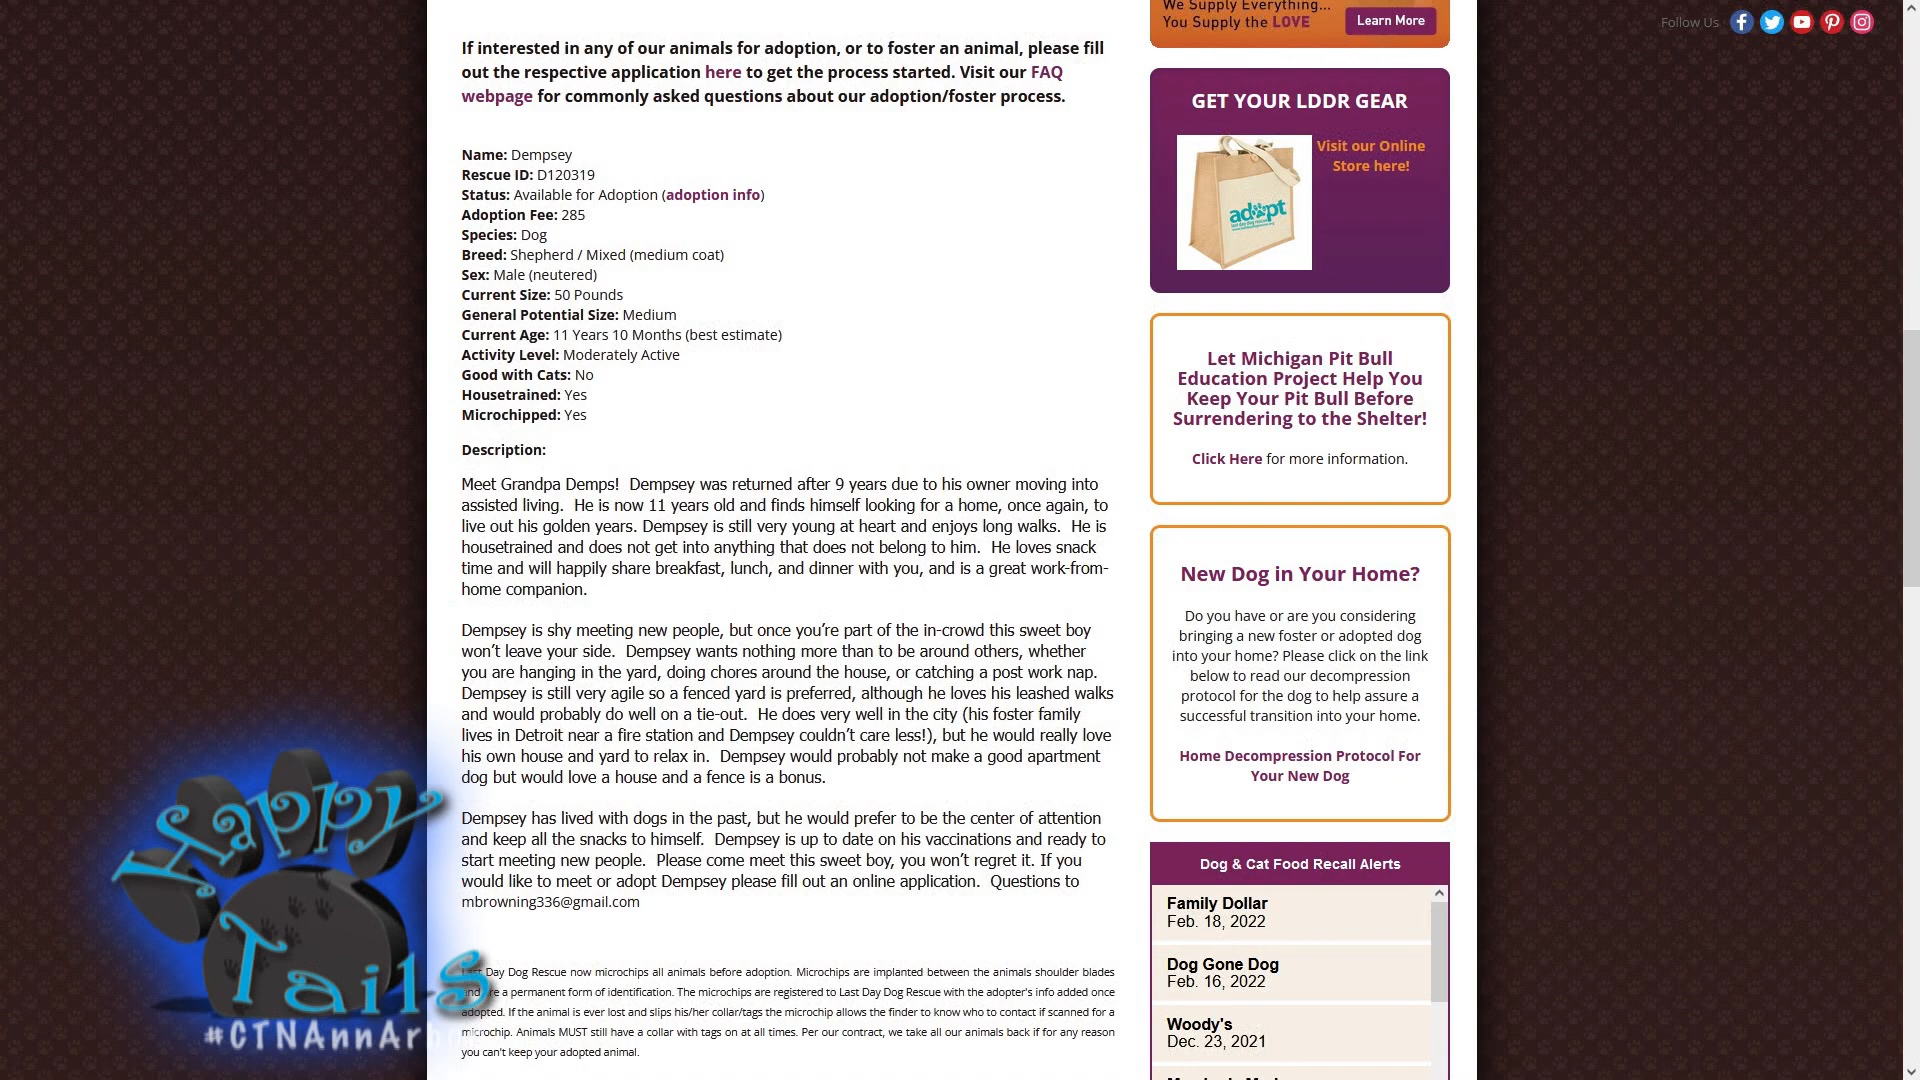 We Supply Everything...
You Supply the LOVE
Learn More
Follow Us
If interested in any of our animals for adoption, or to foster an animal, please fill
out the respective application here to get the process started. Visit our FAQ
webpage for commonly asked questions about our adoption/foster process.
Name: Dempsey
Rescue ID: D120319
Status: Available for Adoption (adoption info)
Adoption Fee: 285
Species: Dog
Breed: Shepherd / Mixed (medium coat)
Sex: Male (neutered)
Current Size: 50 Pounds
General Potential Size: Medium
Current Age: 11 Years 10 Months (best estimate)
Activity Level: Moderately Active
Good with Cats: No
Housetrained: Yes
Microchipped: Yes
Description:
Meet Grandpa Demps!  Dempsey was returned after 9 years due to his owner moving into
assisted living.  He is now 11 years old and finds himself looking for a home, once again, to
live out his golden years. Dempsey is still very young at heart and enjoys long walks.  He is
housetrained and does not get into anything that does not belong to him.  He loves snack
time and will happily share breakfast, lunch, and dinner with you, and is a great work-from-
home companion.
Dempsey is shy meeting new people, but once you’re part of the in-crowd this sweet boy
won’t leave your side.  Dempsey wants nothing more than to be around others, whether
you are hanging in the yard, doing chores around the house, or catching a post work nap.
Dempsey is still very agile so a fenced yard is preferred, although he loves his leashed walks
and would probably do well on a tie-out.  He does very well in the city (his foster family
lives in Detroit near a fire station and Dempsey couldn’t care less!), but he would really love
his own house and yard to relax in.  Dempsey would probably not make a good apartment
dog but would love a house and a fence is a bonus.
Dempsey has lived with dogs in the past, but he would prefer to be the center of attention
and keep all the snacks to himself.  Dempsey is up to date on his vaccinations and ready to
start meeting new people.  Please come meet this sweet boy, you won’t regret it. If you
would like to meet or adopt Dempsey please fill out an online application.  Questions to
mbrowning336@gmail.com
Last Day Dog Rescue now microchips all animals before adoption. Microchips are implanted between the animals shoulder blades
and are a permanent form of identification. The microchips are registered to Last Day Dog Rescue with the adopter's info added once
adopted. If the animal is ever lost and slips his/her collar/tags the microchip allows the finder to know who to contact if scanned for a
microchip. Animals MUST still have a collar with tags on at all times. Per our contract, we take all our animals back if for any reason
you can't keep your adopted animal.
GET YOUR LDDR GEAR
Visit our Online
Store here!
adopt
Let Michigan Pit Bull
Education Project Help You
Keep Your Pit Bull Before
Surrendering to the Shelter!
Click Here for more information.
New Dog in Your Home?
Do you have or are you considering
bringing a new foster or adopted dog
into your home? Please click on the link
below to read our decompression
protocol for the dog to help assure a
successful transition into your home.
Home Decompression Protocol For
Your New Dog
Dog & Cat Food Recall Alerts
Family Dollar
Feb. 18, 2022
Dog Gone Dog
Feb. 16, 2022
Woody's
Dec. 23, 2021
Happy
Tails